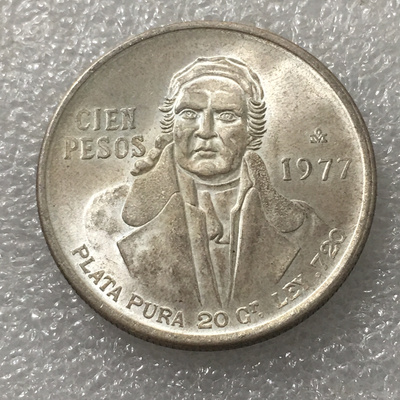 CIEN
PESOS
1977
PLATA PURA 20 Gr. LEY .720